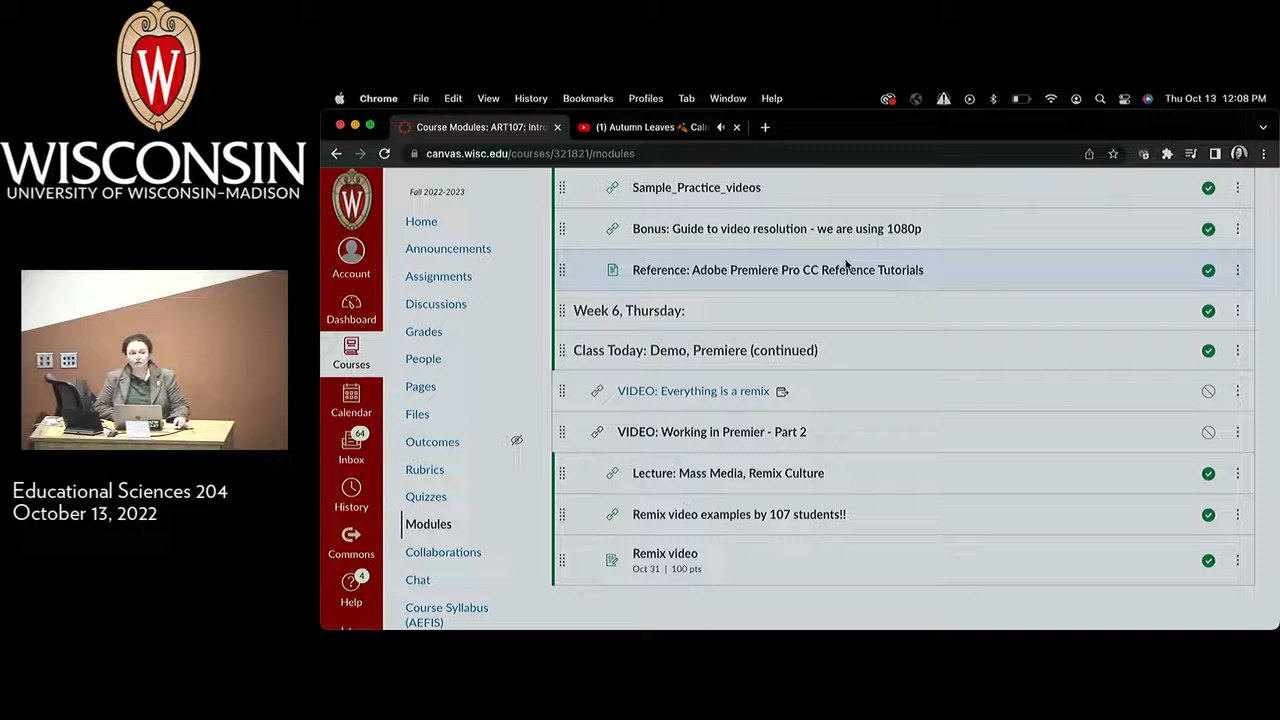 W
WISCONSIN
UNIVERSITY OF WISCONSIN-MADISON
Educational Sciences 204
October 13, 2022
Chrome File Edit View History Bookmarks Profiles Tab Window Help
Thu Oct 13 12:08 PM
Course Modules: ART107: Intro
(1) Autumn Leaves 🍂 Cal
canvas.wisc.edu/courses/321821/modules
Account
Dashboard
Courses
Calendar
64
Inbox
History
Commons
4
Help
Fall 2022-2023
Home
Announcements
Assignments
Discussions
Grades
People
Pages
Files
Outcomes
Rubrics
Quizzes
Modules
Collaborations
Chat
Course Syllabus
(AEFIS)
Sample_Practice_videos
Bonus: Guide to video resolution - we are using 1080p
Reference: Adobe Premiere Pro CC Reference Tutorials
Week 6, Thursday:
Class Today: Demo, Premiere (continued)
VIDEO: Everything is a remix
VIDEO: Working in Premier - Part 2
Lecture: Mass Media, Remix Culture
Remix video examples by 107 students!!
Remix video
Oct 31 | 100 pts